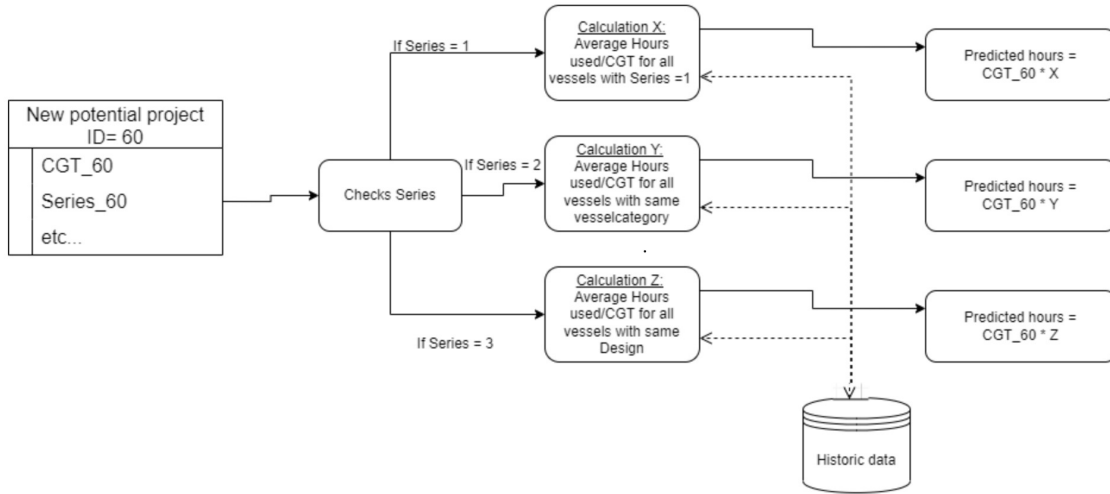 New potential project
ID= 60
CGT_60
Series_60
etc...
Checks Series
If Series = 1
Calculation X:
Average Hours
used/CGT for all
vessels with Series =1
Predicted hours =
CGT_60 * X
If Series = 2
Calculation Y:
Average Hours
used/CGT for all
vessels with same
vesselcategory
Predicted hours =
CGT_60 * Y
If Series = 3
Calculation Z:
Average Hours
used/CGT for all
vessels with same
Design
Predicted hours =
CGT_60 * Z
Historic data